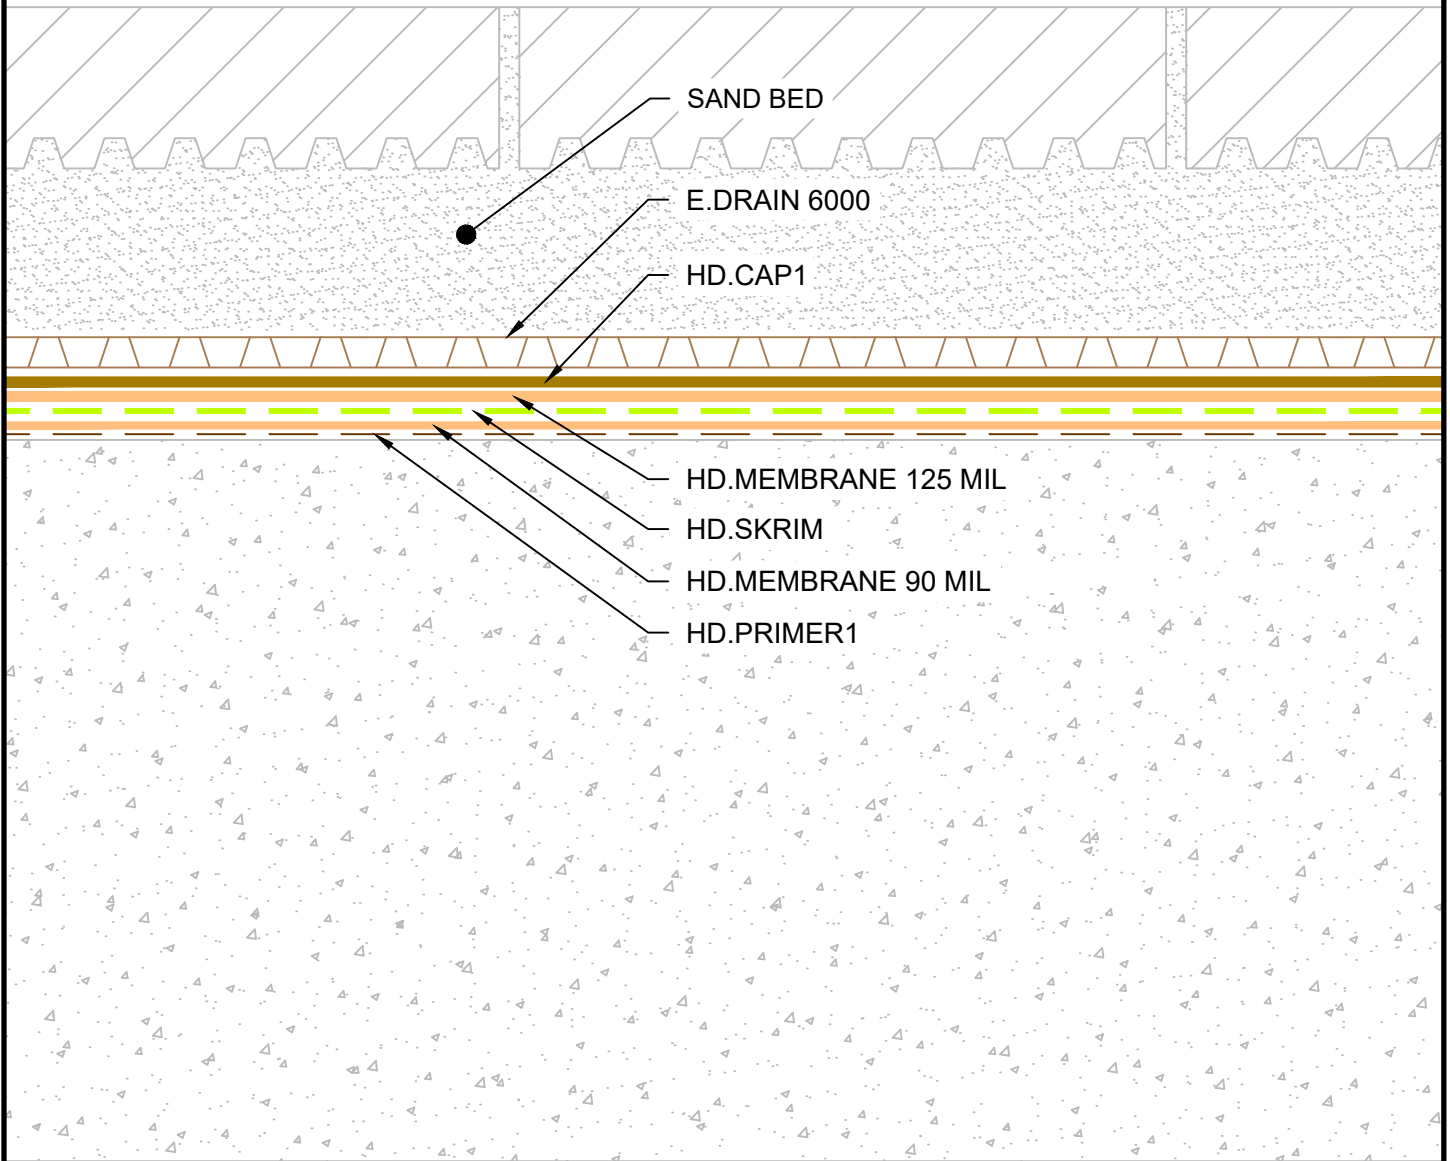 SAND BED
E.DRAIN 6000
HD.CAP1
HD.MEMBRANE 125 MIL
HD.SKRIM
HD.MEMBRANE 90 MIL
HD.PRIMER1